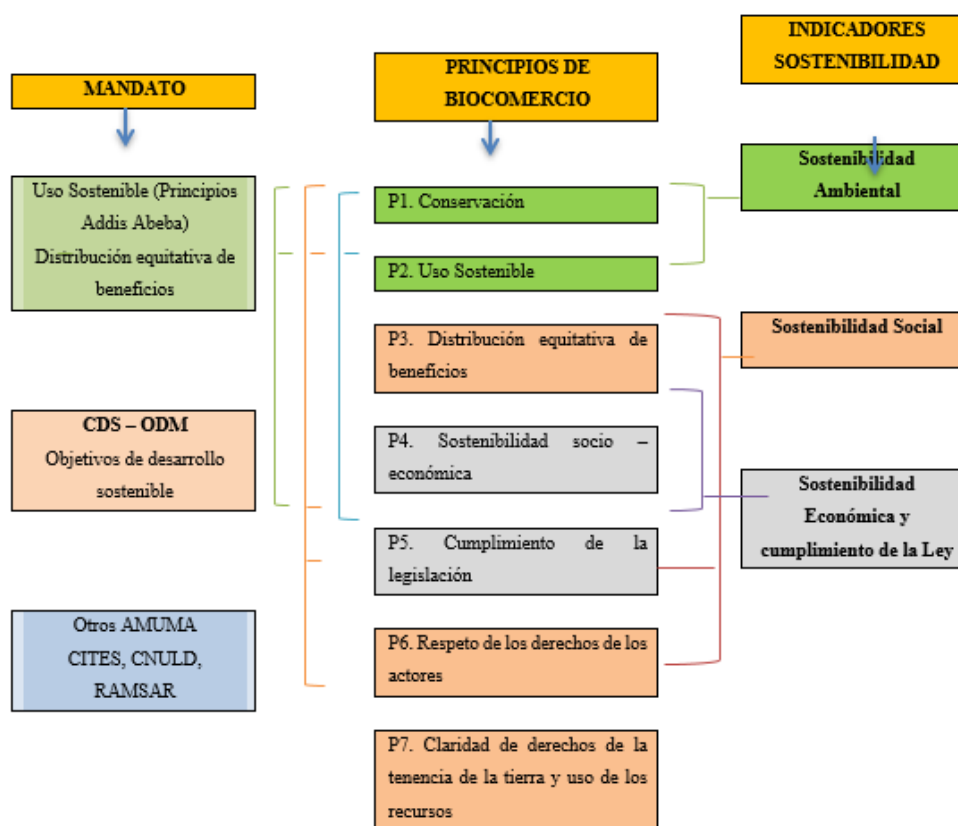 MANDATO
Uso Sostenible (Principios
Addis Abeba)
Distribución equitativa de
beneficios
CDS – ODM
Objetivos de desarrollo
sostenible
Otros AMUMA
CITES, CNULD,
RAMSAR
PRINCIPIOS DE
BIOCOMERCIO
P1. Conservación
P2. Uso Sostenible
P3. Distribución equitativa de
beneficios
P4. Sostenibilidad socio –
económica
P5. Cumplimiento de la
legislación
P6. Respeto de los derechos de los
actores
P7. Claridad de derechos de la
tenencia de la tierra y uso de los
recursos
INDICADORES
SOSTENIBILIDAD
Sostenibilidad
Ambiental
Sostenibilidad Social
Sostenibilidad
Económica y
cumplimiento de la Ley